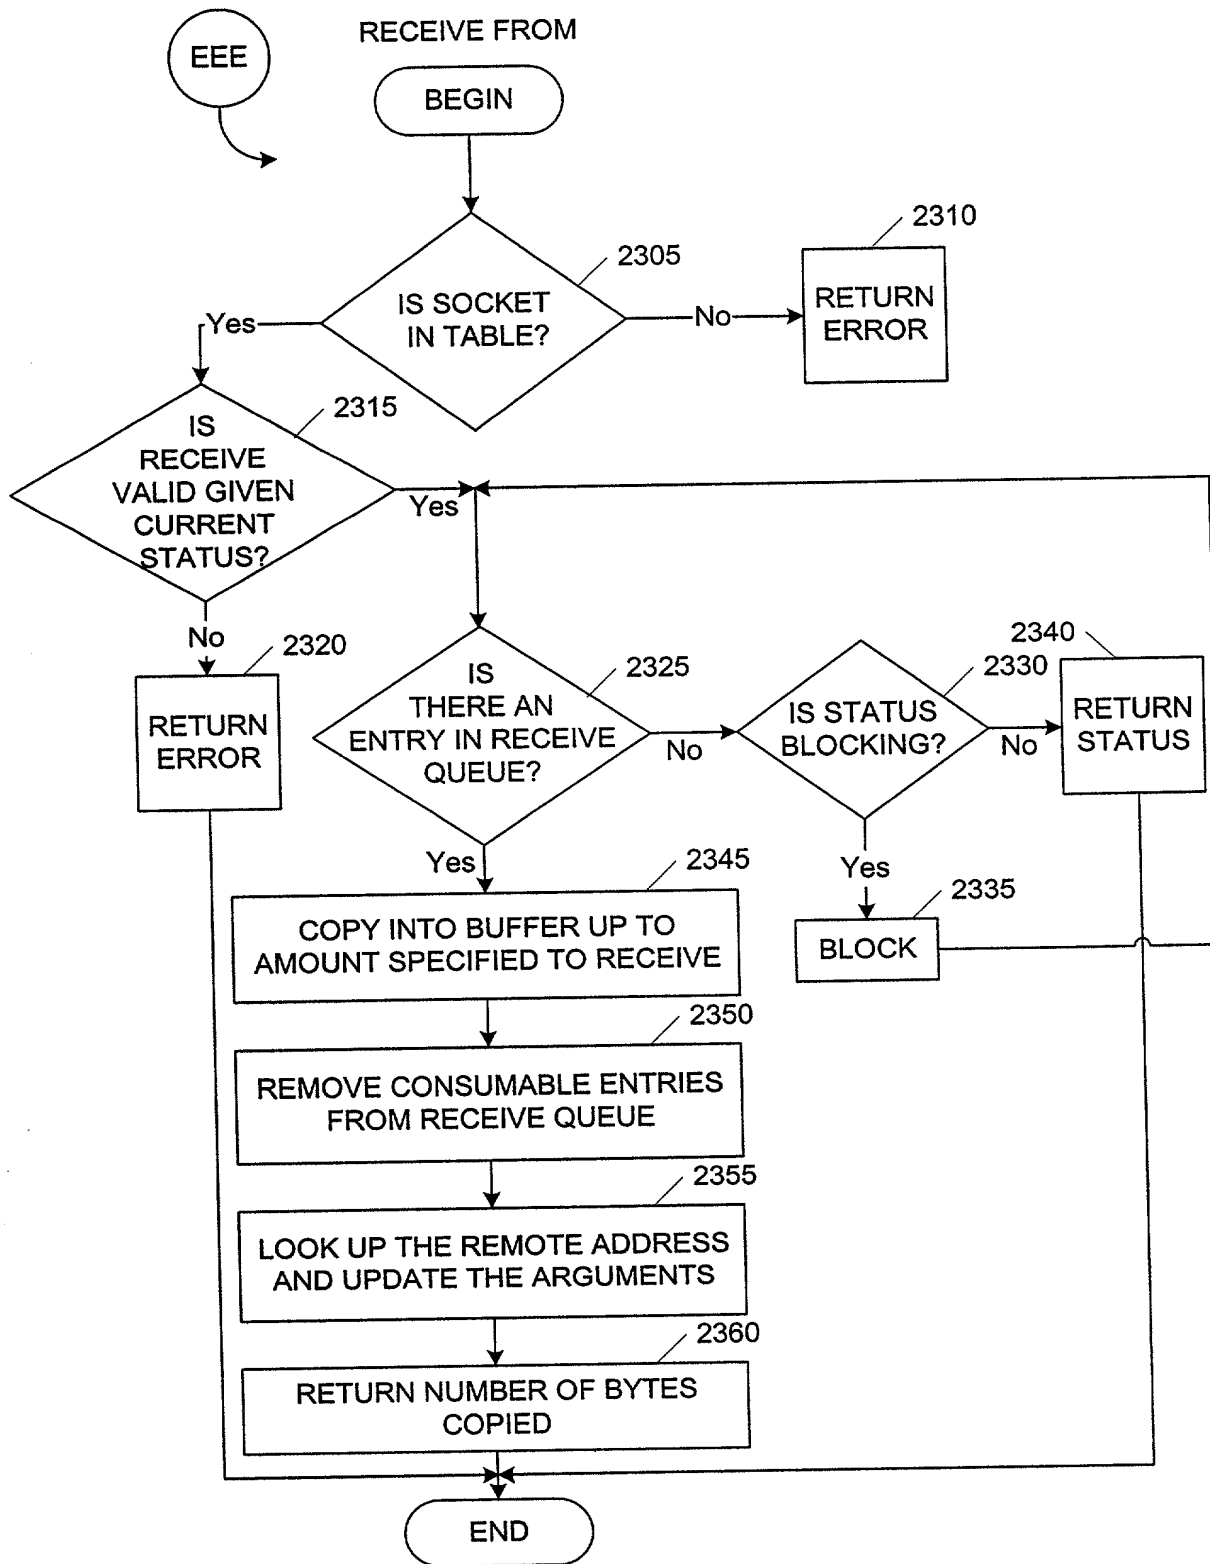 EEE
RECEIVE FROM
BEGIN
2310
2305
IS SOCKET
IN TABLE?
RETURN
ERROR
Yes
No
2315
IS
RECEIVE
VALID GIVEN
CURRENT
STATUS?
Yes
No
2320
RETURN
ERROR
2325
IS
THERE AN
ENTRY IN RECEIVE
QUEUE?
No
2340
2330
IS STATUS
BLOCKING?
No
RETURN
STATUS
Yes
Yes
2345
2335
COPY INTO BUFFER UP TO
AMOUNT SPECIFIED TO RECEIVE
BLOCK
2350
REMOVE CONSUMABLE ENTRIES
FROM RECEIVE QUEUE
2355
LOOK UP THE REMOTE ADDRESS
AND UPDATE THE ARGUMENTS
2360
RETURN NUMBER OF BYTES
COPIED
END